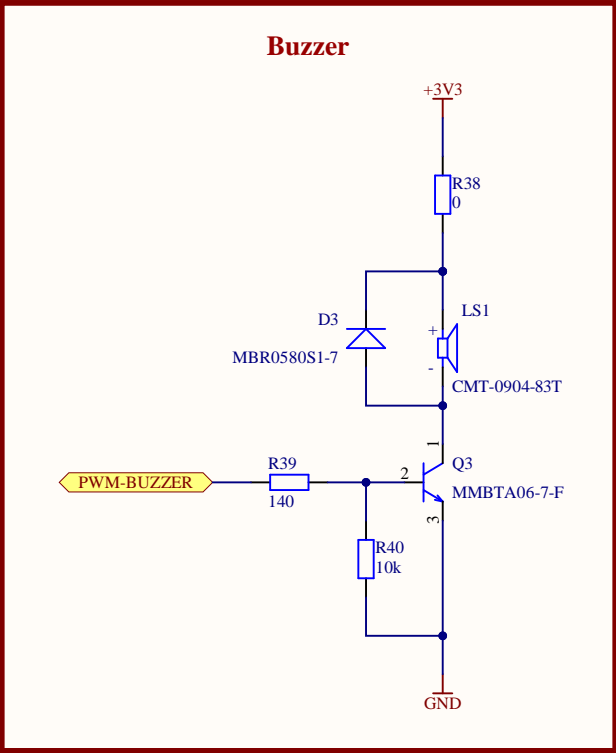 Buzzer
+3V3
R38
0
LS1
D3
+
MBR0580S1-7
-
CMT-0904-83T
1
R39
2
Q3
PWM-BUZZER
MMBTA06-7-F
140
3
R40
10k
GND